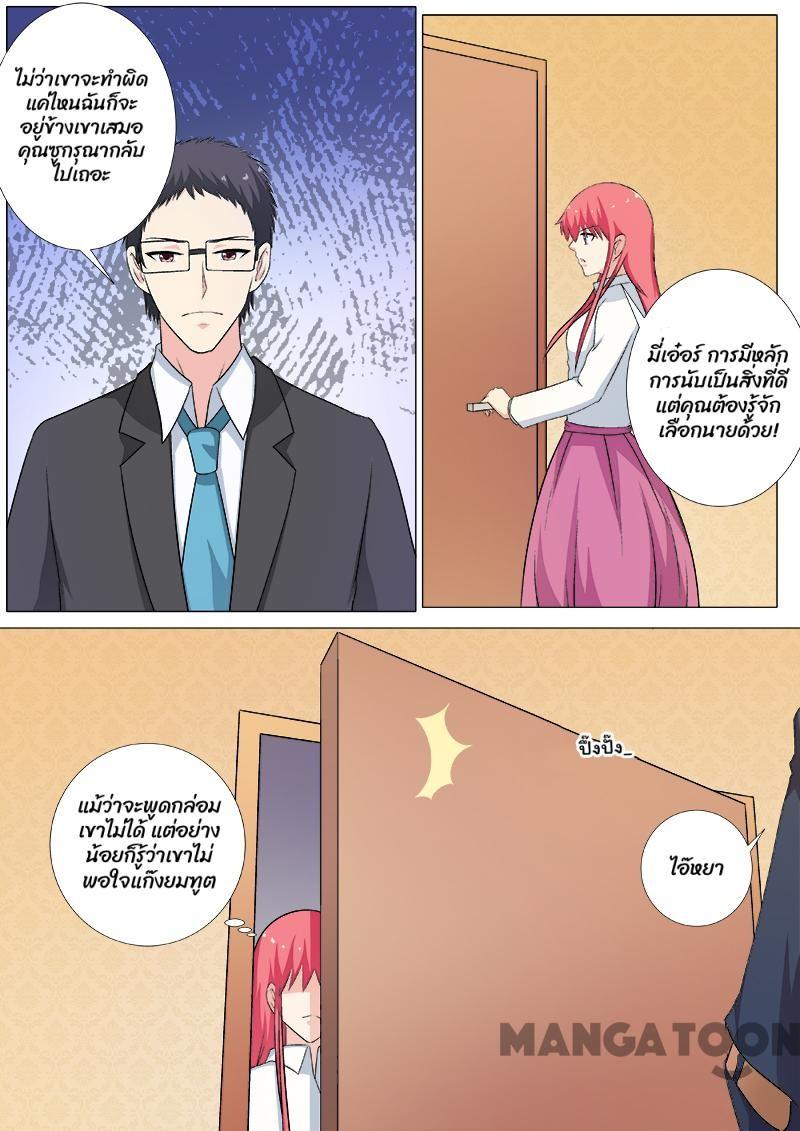 ไม่ว่าเขาจะทำผิด
แค่ไหนฉันก็จะ
อยู่ข้างเขาเสมอ
คุณซูกรุณากลับ
ไปเถอะ
มี่เอ๋อร์ การมีหลัก
การนับเป็นสิ่งที่ดี
แต่คุณต้องรู้จัก
เลือกนายด้วย!
ปึ๊งปั๊ง_
แม้ว่าจะพูดกล่อม
เขาไม่ได้ แต่อย่าง
น้อยก็รู้ว่าเขาไม่
พอใจแก๊งยมทูต
ไอ๊หยา
MANGATOON